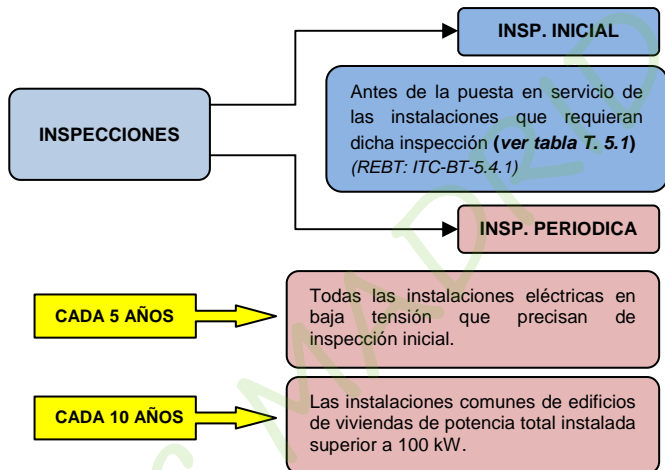 INSP. INICIAL
INSPECCIONES
Antes de la puesta en servicio de
las instalaciones que requieran
dicha inspección (ver tabla T. 5.1)
(REBT: ITC-BT-5.4.1)
INSP. PERIODICA
CADA 5 AÑOS
Todas las instalaciones eléctricas en
baja tensión que precisan de
inspección inicial.
CADA 10 AÑOS
Las instalaciones comunes de edificios
de viviendas de potencia total instalada
superior a 100 kW.
MADRID